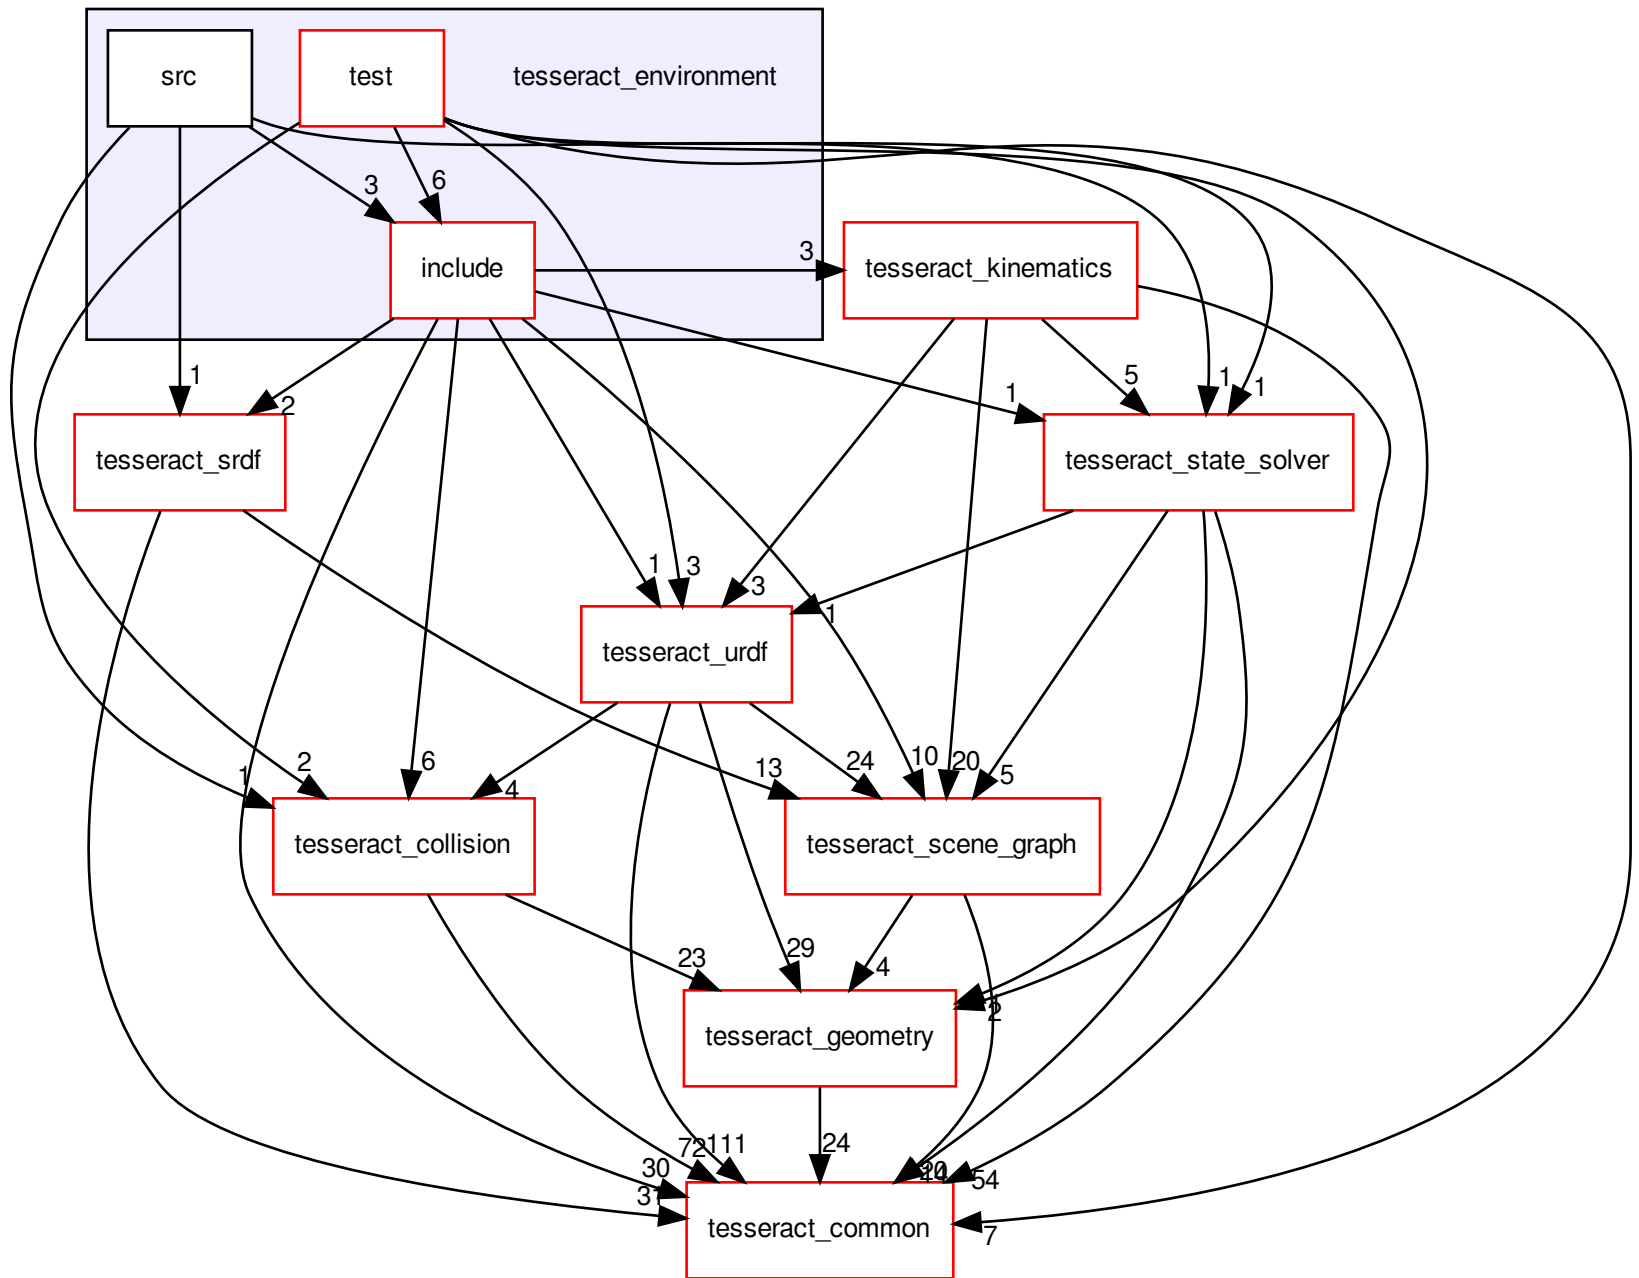 src
test
tesseract_environment
3
6
include
3
tesseract_kinematics
1
2
1
5
1
1
tesseract_srdf
tesseract_state_solver
1
3
3
1
tesseract_urdf
1
2
6
4
13
24
10
20
5
tesseract_collision
tesseract_scene_graph
23
29
4
2
tesseract_geometry
72
111
24
30
31
54
7
tesseract_common